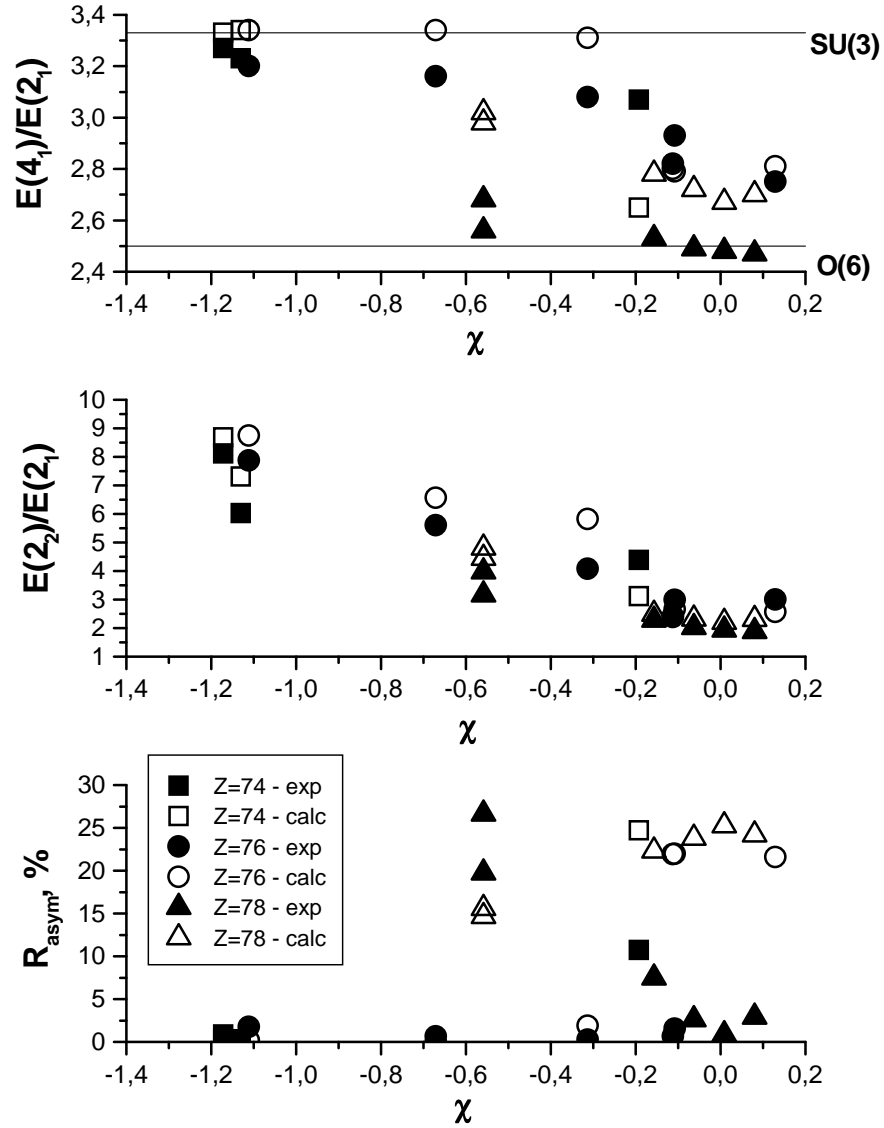 E(4₁)/E(2₁)
3,4
3,2
3,0
2,8
2,6
2,4
SU(3)
O(6)
-1,4 -1,2 -1,0 -0,8 -0,6 -0,4 -0,2 0,0 0,2
χ
E(2₂)/E(2₁)
10
9
8
7
6
5
4
3
2
1
-1,4 -1,2 -1,0 -0,8 -0,6 -0,4 -0,2 0,0 0,2
χ
R_asym, %
30
25
20
15
10
5
0
Z=74 - exp
Z=74 - calc
Z=76 - exp
Z=76 - calc
Z=78 - exp
Z=78 - calc
-1,4 -1,2 -1,0 -0,8 -0,6 -0,4 -0,2 0,0 0,2
χ